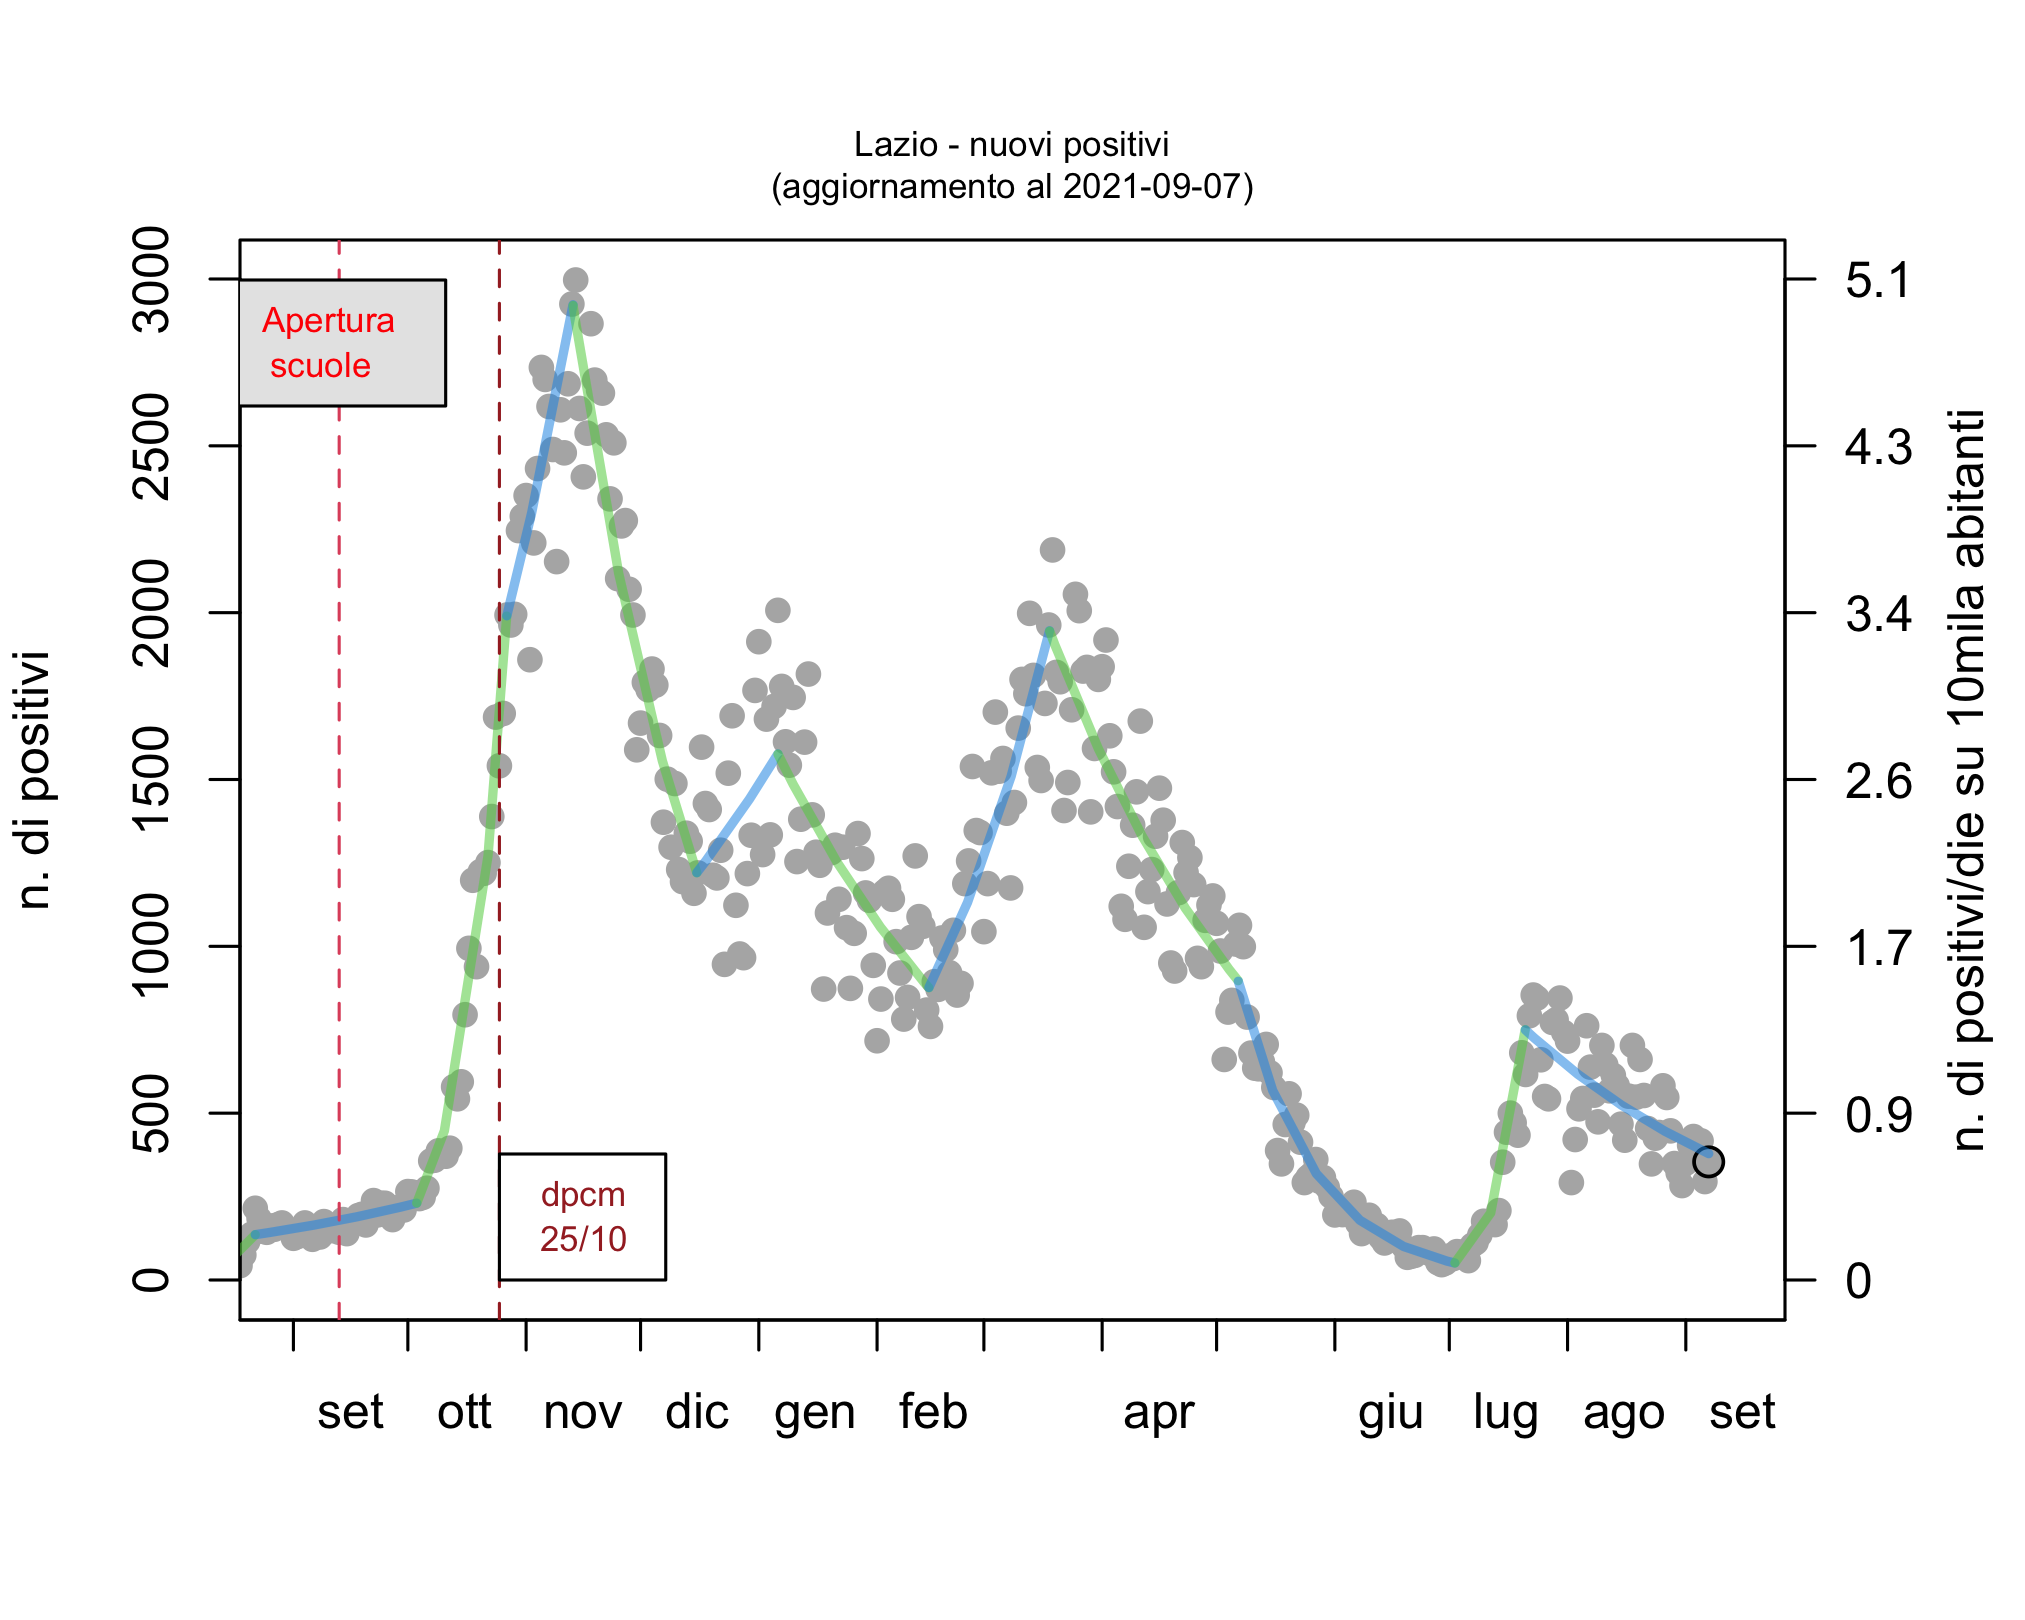 Lazio - nuovi positivi
(aggiornamento al 2021-09-07)
3000
2500
2000
1500
1000
500
0
n. di positivi
Apertura
scuole
dpcm
25/10
5.1
4.3
3.4
2.6
1.7
0.9
0
n. di positivi/die su 10mila abitanti
set ott nov dic gen feb apr giu lug ago set